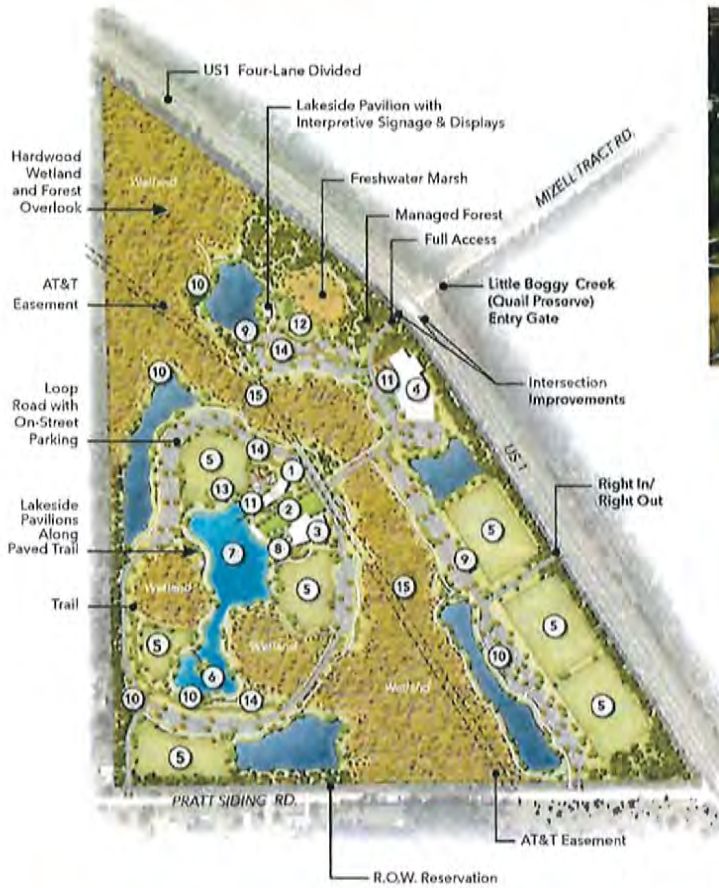 US1 Four-Lane Divided
Lakeside Pavilion with
Interpretive Signage & Displays
MIZELL TRACT RD.
Hardwood
Wetland
and Forest
Overlook
Wetland
Freshwater Marsh
Managed Forest
Full Access
AT&T
Easement
Little Boggy Creek
(Quail Preserve)
Entry Gate
10
9
12
14
11
4
Intersection
Improvements
10
15
Loop
Road with
On-Street
Parking
US 1
5
14
1
13
11
2
3
Right In/
Right Out
5
Lakeside
Pavilions
Along
Paved Trail
7
8
9
5
15
5
Trail
Wetland
Wetland
Wetland
5
6
10
10
14
10
5
5
PRATT SIDING RD.
AT&T Easement
R.O.W. Reservation